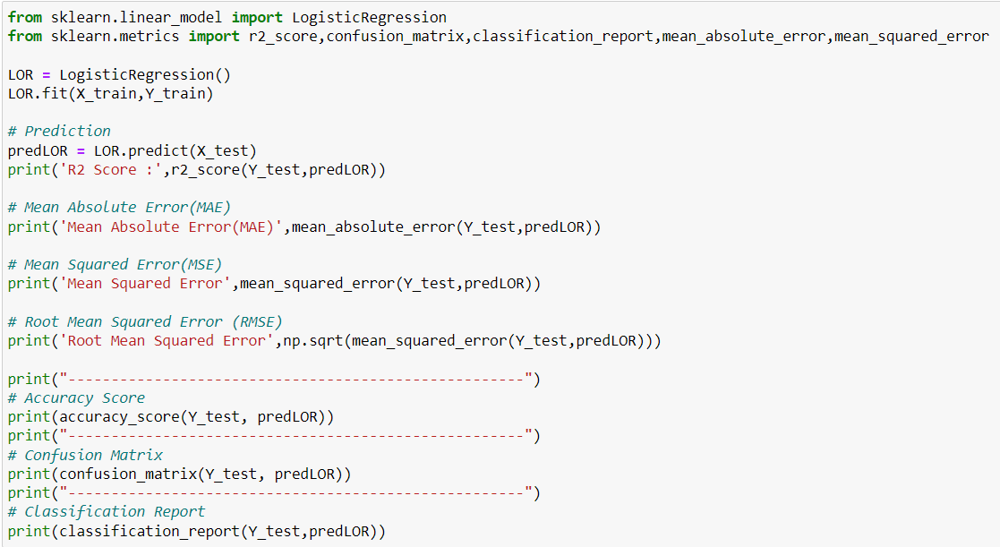 from sklearn.linear_model import LogisticRegression
from sklearn.metrics import r2_score,confusion_matrix,classification_report,mean_absolute_error,mean_squared_error
LOR = LogisticRegression()
LOR.fit(X_train,Y_train)
# Prediction
predLOR = LOR.predict(X_test)
print('R2 Score :',r2_score(Y_test,predLOR))
# Mean Absolute Error(MAE)
print('Mean Absolute Error(MAE)',mean_absolute_error(Y_test,predLOR))
# Mean Squared Error(MSE)
print('Mean Squared Error',mean_squared_error(Y_test,predLOR))
# Root Mean Squared Error (RMSE)
print('Root Mean Squared Error',np.sqrt(mean_squared_error(Y_test,predLOR)))
print("-----------------------------------------------------")
# Accuracy Score
print(accuracy_score(Y_test, predLOR))
print("-----------------------------------------------------")
# Confusion Matrix
print(confusion_matrix(Y_test, predLOR))
print("-----------------------------------------------------")
# Classification Report
print(classification_report(Y_test,predLOR))